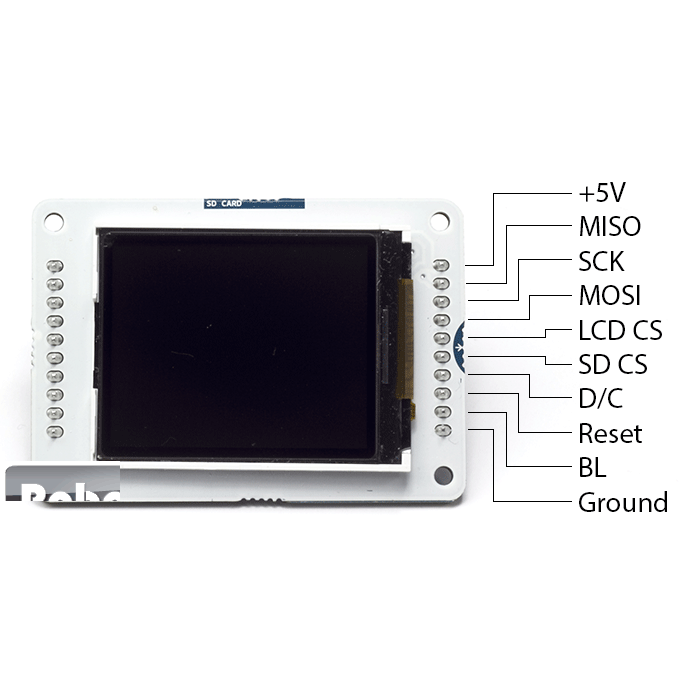 SD CARD
+5V
MISO
SCK
MOSI
LCD CS
SD CS
D/C
Reset
BL
Ground